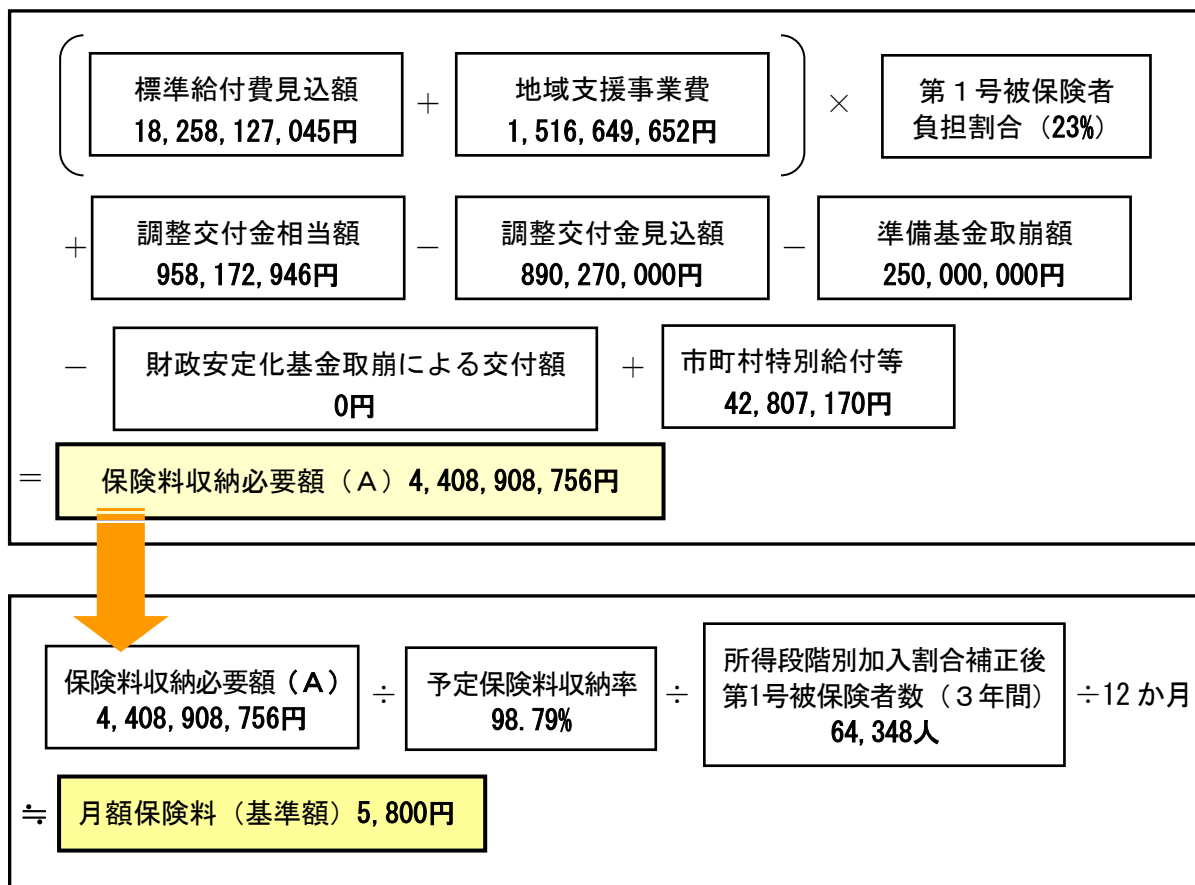 標準給付費見込額
18,258,127,045円
+
地域支援事業費
1,516,649,652円
×
第1号被保険者
負担割合(23%)
+
調整交付金相当額
958,172,946円
-
調整交付金見込額
890,270,000円
-
準備基金取崩額
250,000,000円
-
財政安定化基金取崩による交付額
0円
+
市町村特別給付等
42,807,170円
=
保険料収納必要額(A)4,408,908,756円
保険料収納必要額(A)
4,408,908,756円
÷
予定保険料収納率
98.79%
÷
所得段階別加入割合補正後
第1号被保険者数(3年間)
64,348人
÷12か月
≒
月額保険料(基準額)5,800円